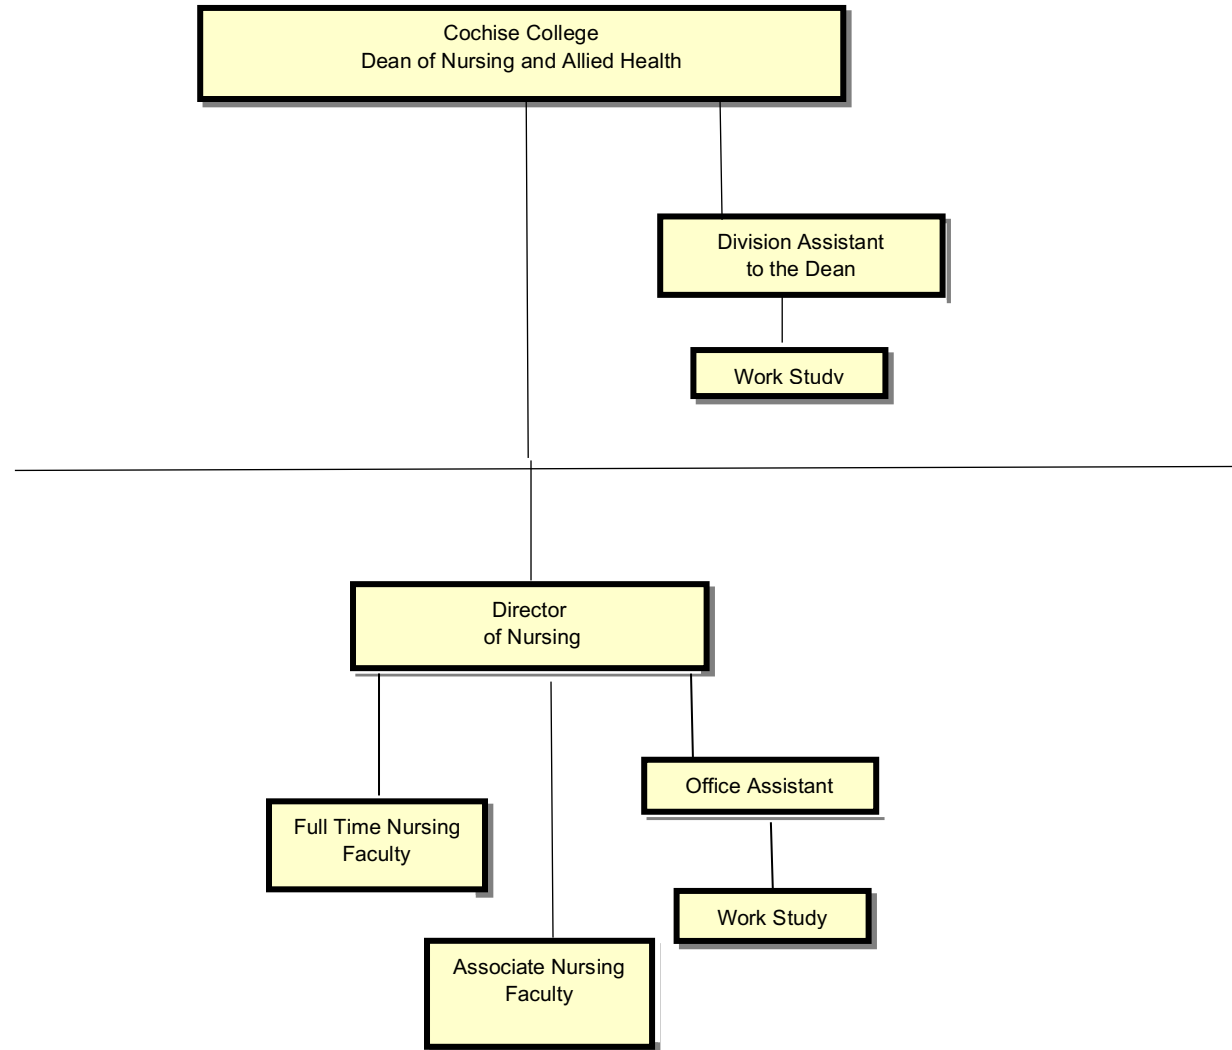 Cochise College
Dean of Nursing and Allied Health
Division Assistant
to the Dean
Work Study
Director
of Nursing
Office Assistant
Full Time Nursing
Faculty
Work Study
Associate Nursing
Faculty